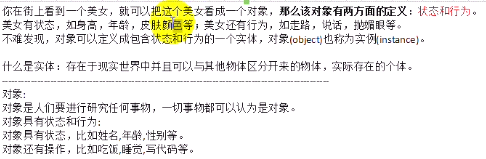 你在街上看到一个美女，就可以把这个美女看成一个对象，那么该对象有两方面的定义：状态和行为。
美女有状态，如身高，年龄，皮肤颜色等，美女还有行为，如走路，说话，抛媚眼等。
不难发现，对象可以定义成包含状态和行为的一个实体，对象(object)也称为实例(instance)。
什么是实体：存在于现实世界中并且可以与其他物体区分开来的物体，实际存在的个体。
----------------------------------------------------------------
对象:
对象是人们要进行研究任何事物，一切事物都可以认为是对象。
对象具有状态和行为:
对象具有状态，比如姓名,年龄,性别等。
对象还有操作，比如吃饭,睡觉,写代码等。